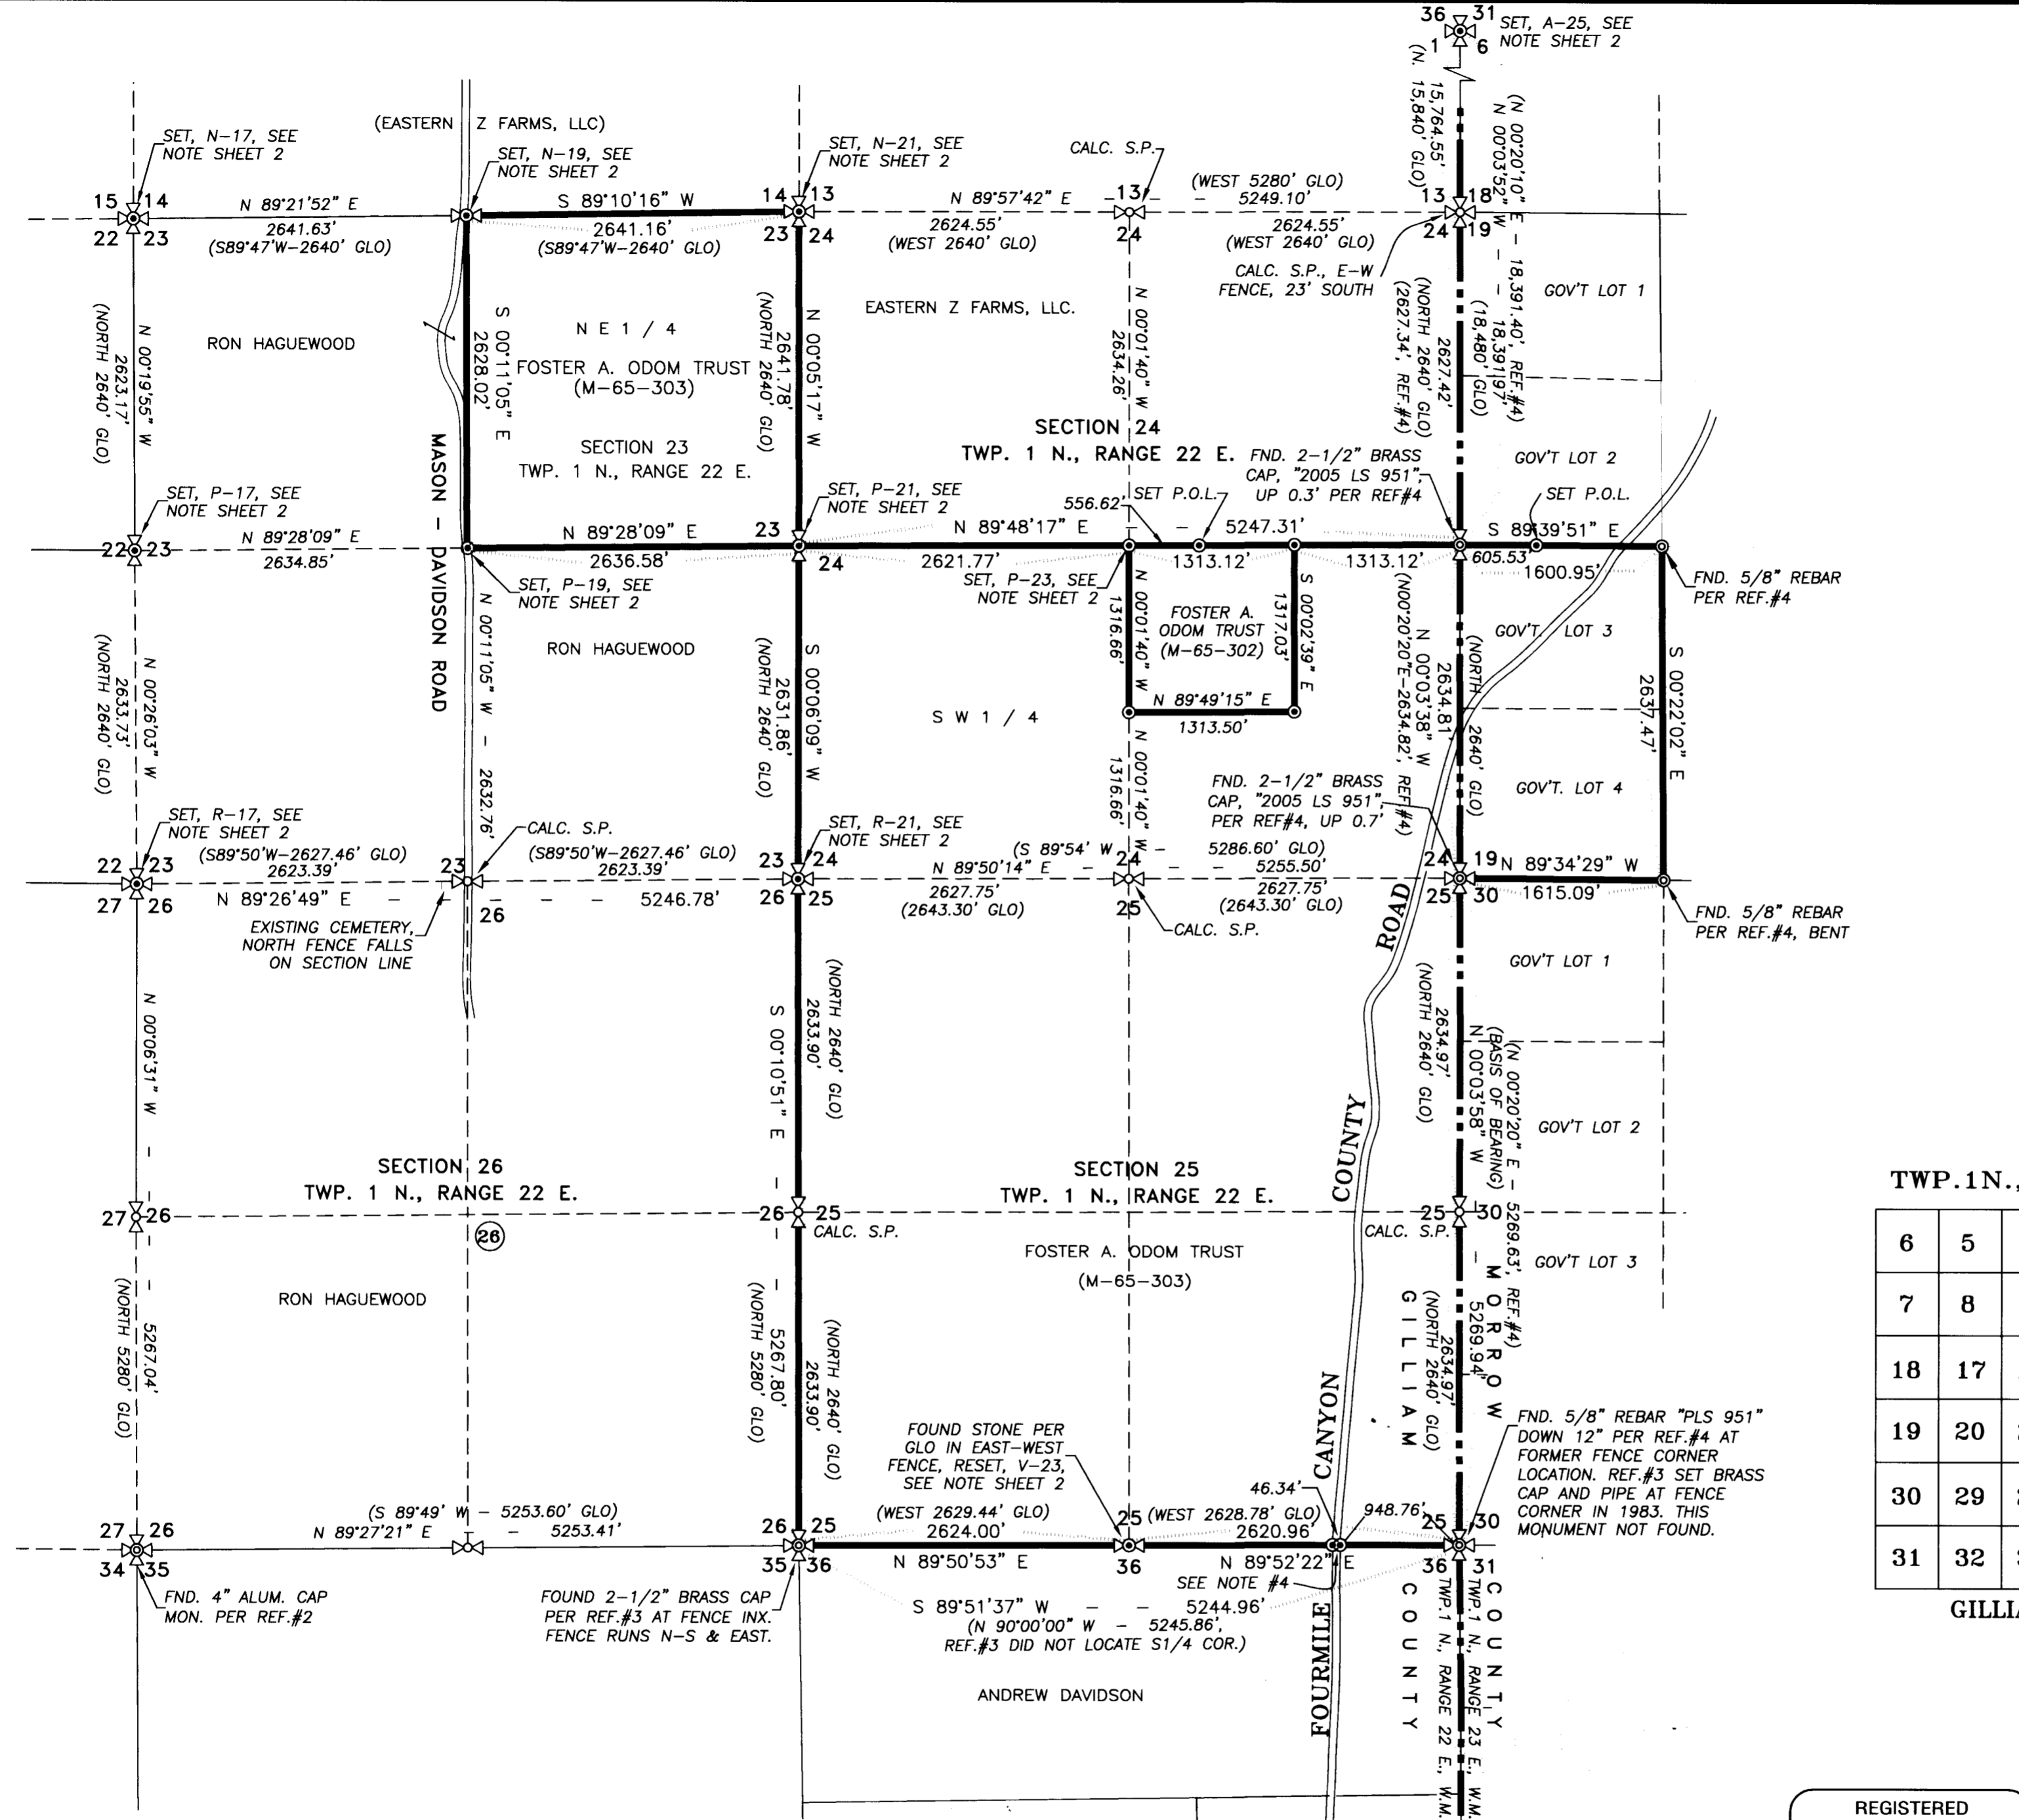 36 31
1 6
SET, A-25, SEE
NOTE SHEET 2
(N. 15,840' GLO)
15,764.55'
(N 00°20'10" E - 18,391.40', REF.#4)
N 00°03'52" W - - 18,391.97'
(18,480' GLO)
(EASTERN Z FARMS, LLC)
SET, N-17, SEE
NOTE SHEET 2
SET, N-19, SEE
NOTE SHEET 2
SET, N-21, SEE
NOTE SHEET 2
CALC. S.P.
15 14
22 23
N 89°21'52" E
2641.63'
(S89°47'W-2640' GLO)
S 89°10'16" W
2641.16'
(S89°47'W-2640' GLO)
14 13
23 24
N 89°57'42" E - - - 5249.10'
(WEST 5280' GLO)
13
24
2624.55'
(WEST 2640' GLO)
2624.55'
(WEST 2640' GLO)
13 18
24 19
CALC. S.P., E-W
FENCE, 23' SOUTH
GOV'T LOT 1
N 00°19'55" W
2623.17'
(NORTH 2640' GLO)
RON HAGUEWOOD
S 00°11'05" E
2628.02'
N E 1 / 4
FOSTER A. ODOM TRUST
(M-65-303)
SECTION 23
TWP. 1 N., RANGE 22 E.
N 00°05'17" W
2641.78'
(NORTH 2640' GLO)
EASTERN Z FARMS, LLC.
N 00°01'40" W
2634.26'
2627.42'
(NORTH 2640' GLO)
(2627.34', REF.#4)
SECTION 24
TWP. 1 N., RANGE 22 E.
FND. 2-1/2" BRASS
CAP, "2005 LS 951",
UP 0.3' PER REF#4
GOV'T LOT 2
SET P.O.L.
MASON - DAVIDSON ROAD
SET, P-17, SEE
NOTE SHEET 2
SET, P-21, SEE
NOTE SHEET 2
556.62'
SET P.O.L.
22 23
N 89°28'09" E
2634.85'
N 89°28'09" E
2636.58'
23
24
N 89°48'17" E - - 5247.31'
2621.77'
1313.12'
1313.12'
S 89°39'51" E
605.53'
1600.95'
FND. 5/8" REBAR
PER REF.#4
SET, P-19, SEE
NOTE SHEET 2
SET, P-23, SEE
NOTE SHEET 2
N 00°26'03" W
2633.73'
(NORTH 2640' GLO)
N 00°11'05" W - 2632.76'
RON HAGUEWOOD
S 00°06'09" W
2631.86'
(NORTH 2640' GLO)
S W 1 / 4
N 00°01'40" W
1316.66'
FOSTER A.
ODOM TRUST
(M-65-302)
S 00°02'39" E
1317.03'
N 89°49'15" E
1313.50'
N 00°01'40" W
1316.66'
(NORTH 2640' GLO)
2634.81'
N 00°03'38" W
(N00°20'20"E-2634.82', REF.#4)
GOV'T. LOT 3
GOV'T. LOT 4
S 00°22'02" E
2637.47'
FND. 2-1/2" BRASS
CAP, "2005 LS 951",
PER REF#4, UP 0.7'
SET, R-17, SEE
NOTE SHEET 2
CALC. S.P.
SET, R-21, SEE
NOTE SHEET 2
22 23
27 26
(S89°50'W-2627.46' GLO)
2623.39'
23
26
(S89°50'W-2627.46' GLO)
2623.39'
N 89°26'49" E - - - - - 5246.78'
23 24
26 25
(S 89°54' W - 5286.60' GLO)
N 89°50'14" E - - - 5255.50'
24
25
2627.75'
(2643.30' GLO)
2627.75'
(2643.30' GLO)
CALC. S.P.
24 19
25 30
N 89°34'29" W
1615.09'
FND. 5/8" REBAR
PER REF.#4, BENT
EXISTING CEMETERY,
NORTH FENCE FALLS
ON SECTION LINE
N 00°06'31" W - - - 5267.04'
(NORTH 5280' GLO)
S 00°10'51" E - - - 5267.80'
(NORTH 5280' GLO)
(NORTH 2640' GLO)
2633.90'
(NORTH 2640' GLO)
2634.97'
(N 00°20'20" E - 5269.63', REF.#4)
(BASIS OF BEARING)
N 00°03'58" W - - 5269.94'
GOV'T LOT 1
GOV'T LOT 2
GOV'T LOT 3
SECTION 26
TWP. 1 N., RANGE 22 E.
SECTION 25
TWP. 1 N., RANGE 22 E.
27 26
26
26 25
CALC. S.P.
25 30
CALC. S.P.
FOSTER A. ODOM TRUST
(M-65-303)
RON HAGUEWOOD
(NORTH 2640' GLO)
2633.90'
2634.97'
(NORTH 2640' GLO)
FOURMILE CANYON COUNTY ROAD
GILLIAM COUNTY
MORROW COUNTY
FOUND STONE PER
GLO IN EAST-WEST
FENCE, RESET, V-23,
SEE NOTE SHEET 2
FND. 5/8" REBAR "PLS 951"
DOWN 12" PER REF.#4 AT
FORMER FENCE CORNER
LOCATION. REF.#3 SET BRASS
CAP AND PIPE AT FENCE
CORNER IN 1983. THIS
MONUMENT NOT FOUND.
27 26
34 35
(S 89°49' W - 5253.60' GLO)
N 89°27'21" E - 5253.41'
26 25
35 36
(WEST 2629.44' GLO)
2624.00'
N 89°50'53" E
25
36
(WEST 2628.78' GLO)
2620.96'
N 89°52'22" E
46.34'
948.76'
25 30
36 31
SEE NOTE #4
S 89°51'37" W - - 5244.96'
(N 90°00'00" W - 5245.86',
REF.#3 DID NOT LOCATE S1/4 COR.)
FND. 4" ALUM. CAP
MON. PER REF.#2
FOUND 2-1/2" BRASS CAP
PER REF.#3 AT FENCE INX.
FENCE RUNS N-S & EAST.
ANDREW DAVIDSON
TWP.1 N., RANGE 22 E., W.M.
TWP.1 N., RANGE 23 E., W.M.
TWP.1N.,
6 5
7 8
18 17
19 20
30 29
31 32
GILLIA
REGISTERED